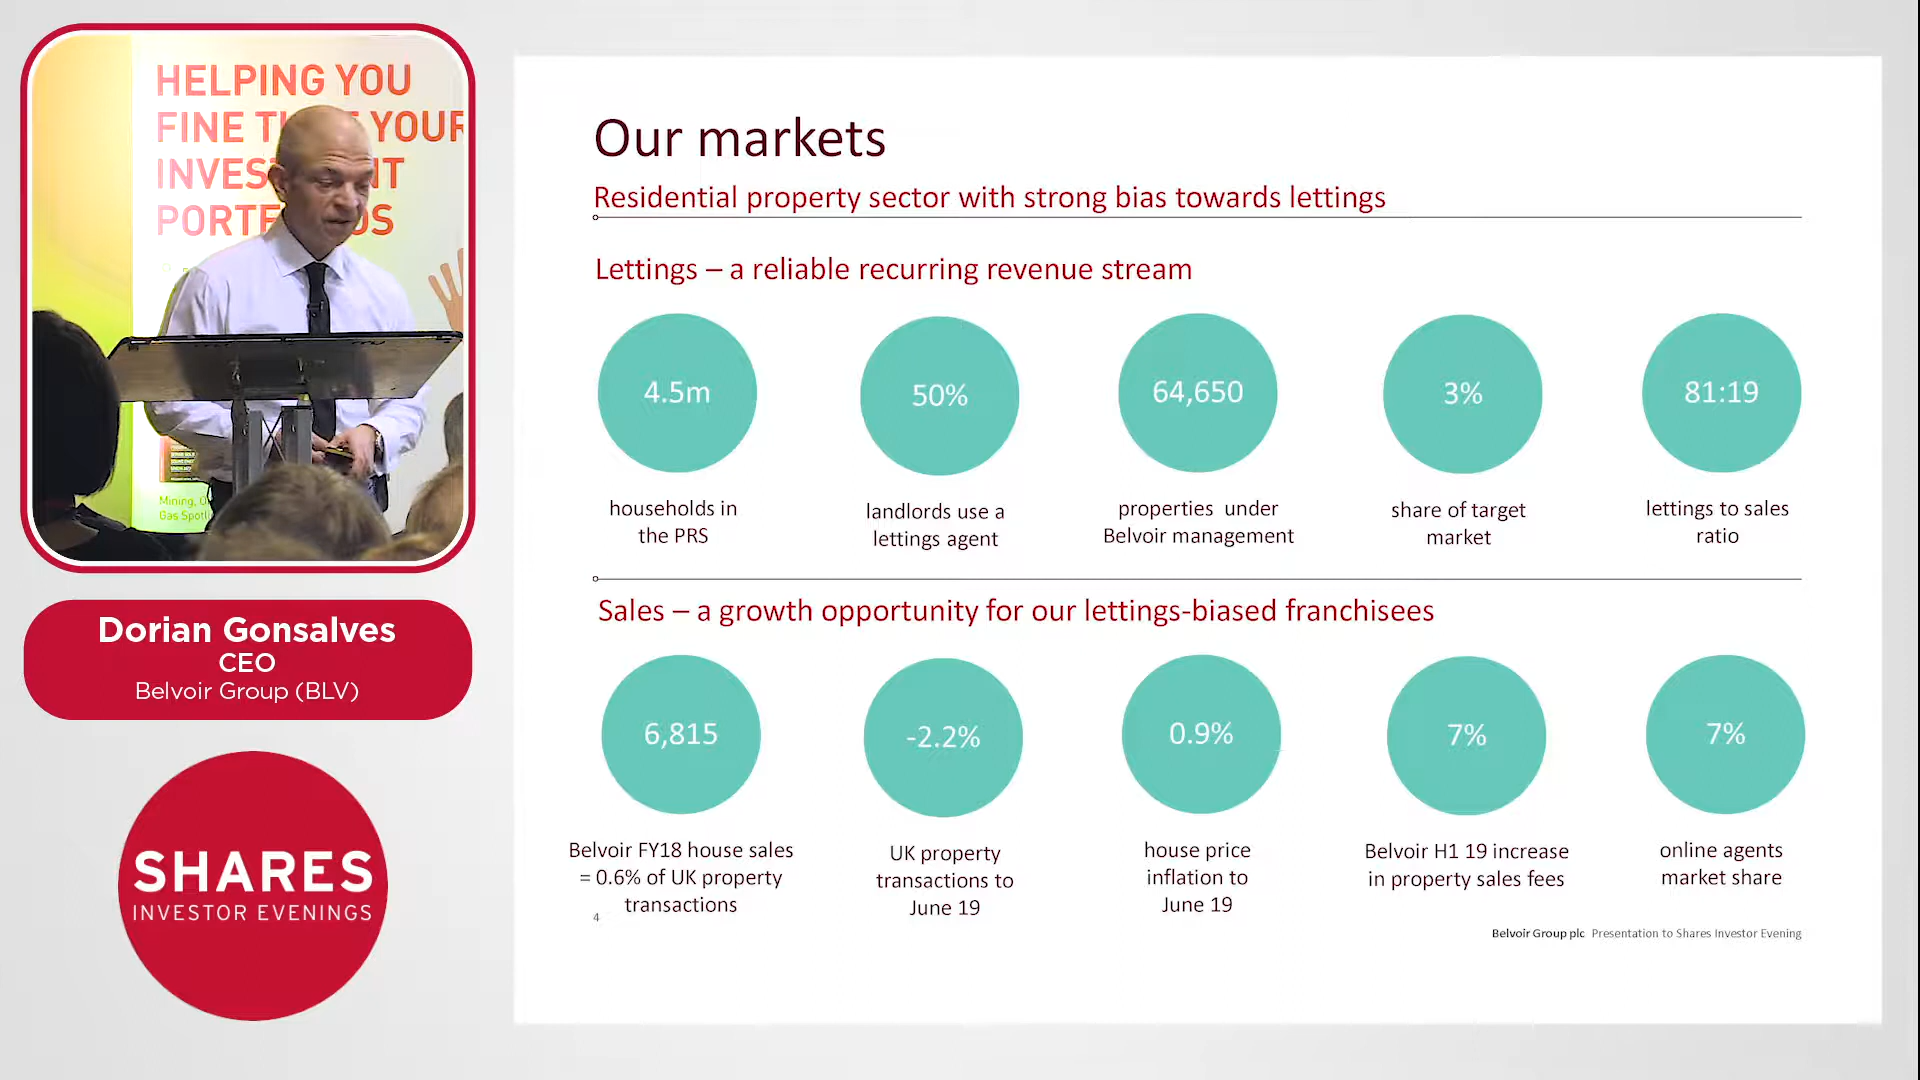 HELPING YOU
FINE YOUR
INVES NT
PORTF OS
Mining, O
Gas Spotl
Dorian Gonsalves
CEO
Belvoir Group (BLV)
SHARES
INVESTOR EVENINGS
Our markets
Residential property sector with strong bias towards lettings
Lettings – a reliable recurring revenue stream
4.5m
households in
the PRS
50%
landlords use a
lettings agent
64,650
properties under
Belvoir management
3%
share of target
market
81:19
lettings to sales
ratio
Sales – a growth opportunity for our lettings-biased franchisees
6,815
Belvoir FY18 house sales
= 0.6% of UK property
transactions
-2.2%
UK property
transactions to
June 19
0.9%
house price
inflation to
June 19
7%
Belvoir H1 19 increase
in property sales fees
7%
online agents
market share
4
Belvoir Group plc Presentation to Shares Investor Evening